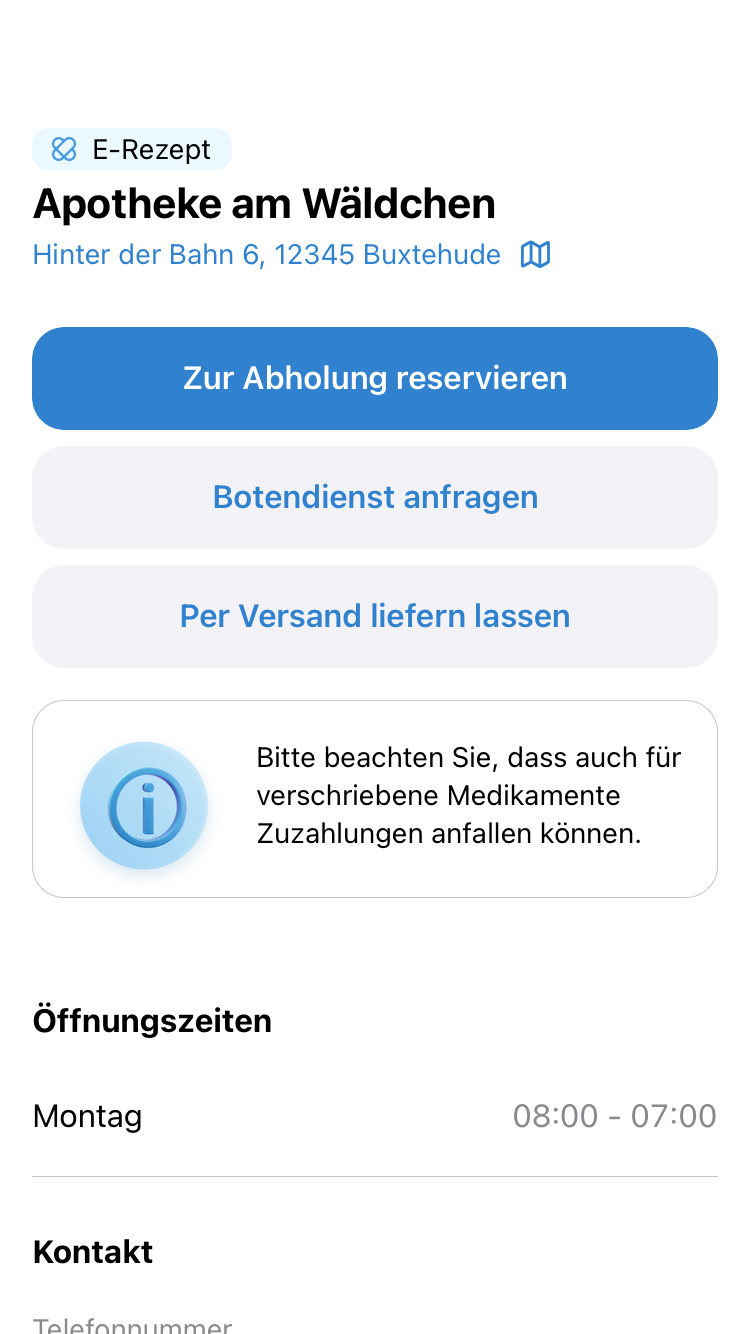 E-Rezept
Apotheke am Wäldchen
Hinter der Bahn 6, 12345 Buxtehude
Zur Abholung reservieren
Botendienst anfragen
Per Versand liefern lassen
Bitte beachten Sie, dass auch für
verschriebene Medikamente
Zuzahlungen anfallen können.
Öffnungszeiten
Montag 08:00 - 07:00
Kontakt
Telefonnummer